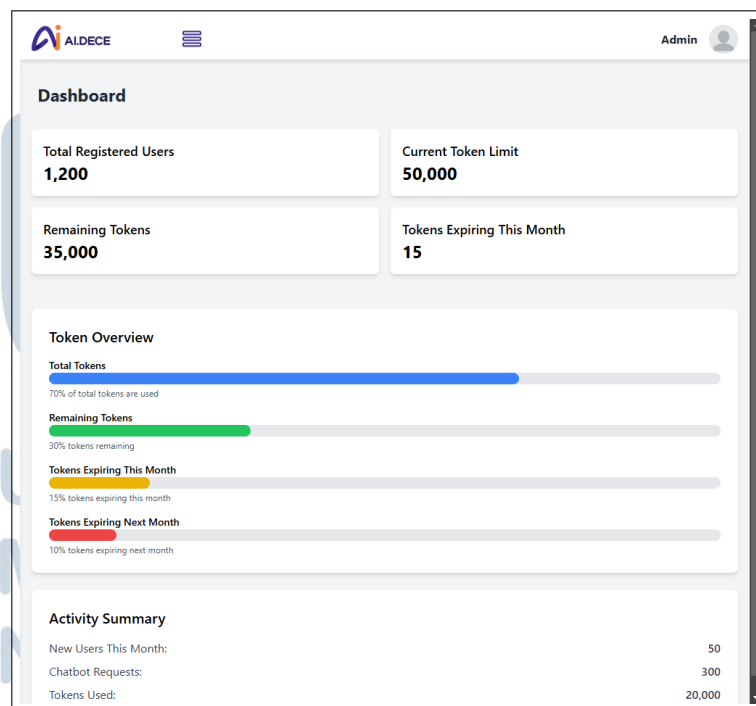 Ai AI.DECE
Admin
Dashboard
Total Registered Users
1,200
Current Token Limit
50,000
Remaining Tokens
35,000
Tokens Expiring This Month
15
Token Overview
Total Tokens
70% of total tokens are used
Remaining Tokens
30% tokens remaining
Tokens Expiring This Month
15% tokens expiring this month
Tokens Expiring Next Month
10% tokens expiring next month
Activity Summary
New Users This Month: 50
Chatbot Requests: 300
Tokens Used: 20,000